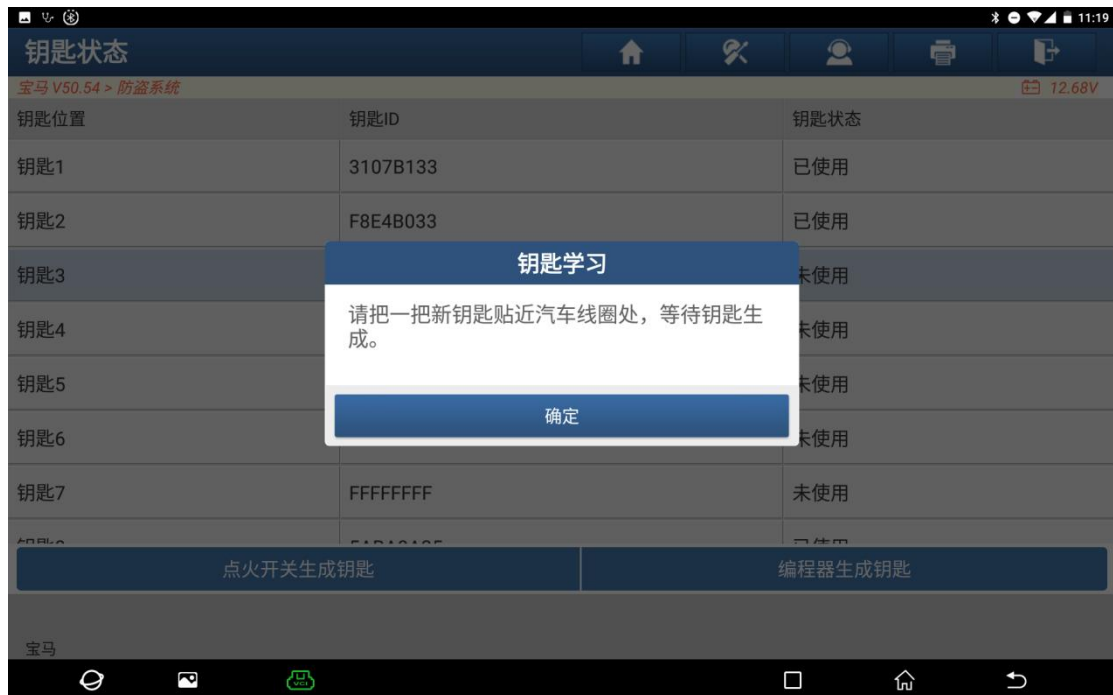 11:19
钥匙状态
宝马 V50.54 > 防盗系统 12.68V
钥匙位置 钥匙ID 钥匙状态
钥匙1 3107B133 已使用
钥匙2 F8E4B033 已使用
钥匙学习
钥匙3 未使用
请把一把新钥匙贴近汽车线圈处，等待钥匙生
成。
钥匙4 未使用
钥匙5 未使用
确定
钥匙6 未使用
钥匙7 FFFFFFFF 未使用
点火开关生成钥匙 编程器生成钥匙
宝马
VCI